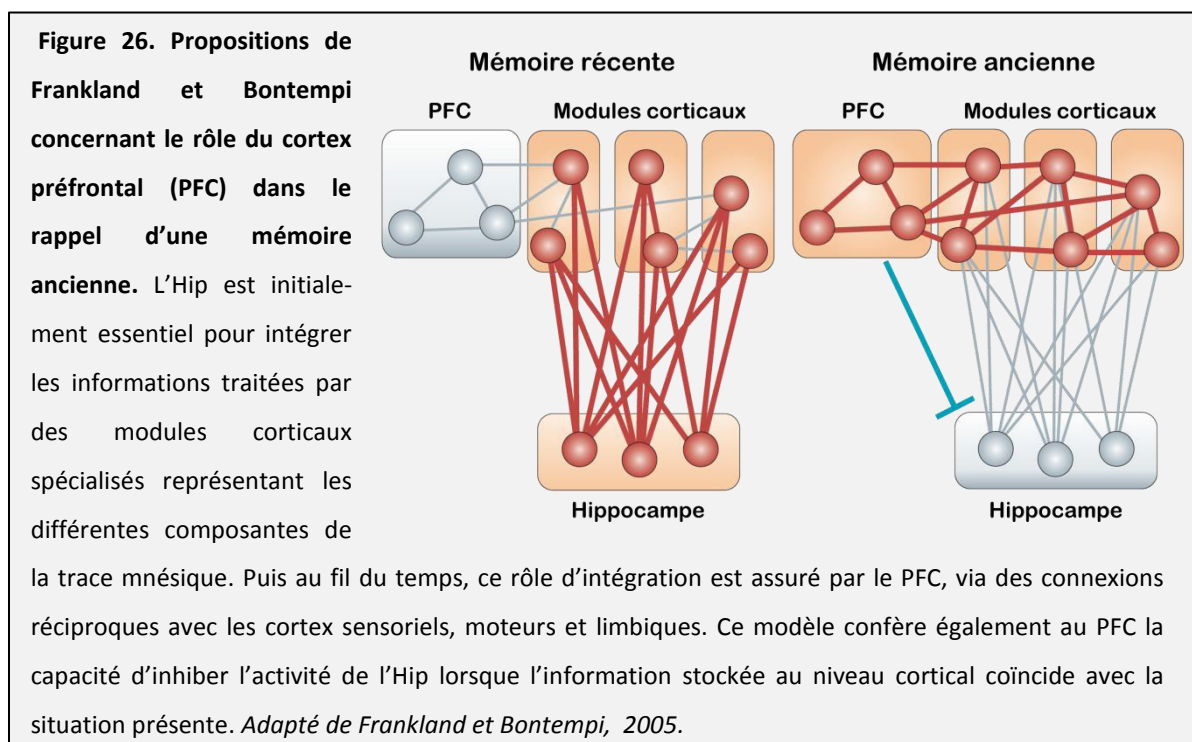 Figure 26. Propositions de
Frankland et Bontempi
concernant le rôle du cortex
préfrontal (PFC) dans le
rappel d’une mémoire
ancienne. L’Hip est initiale-
ment essentiel pour intégrer
les informations traitées par
des modules corticaux
spécialisés représentant les
différentes composantes de
Mémoire récente
PFC Modules corticaux
Hippocampe
Mémoire ancienne
PFC Modules corticaux
Hippocampe
la trace mnésique. Puis au fil du temps, ce rôle d’intégration est assuré par le PFC, via des connexions
réciproques avec les cortex sensoriels, moteurs et limbiques. Ce modèle confère également au PFC la
capacité d’inhiber l’activité de l’Hip lorsque l’information stockée au niveau cortical coïncide avec la
situation présente. Adapté de Frankland et Bontempi, 2005.